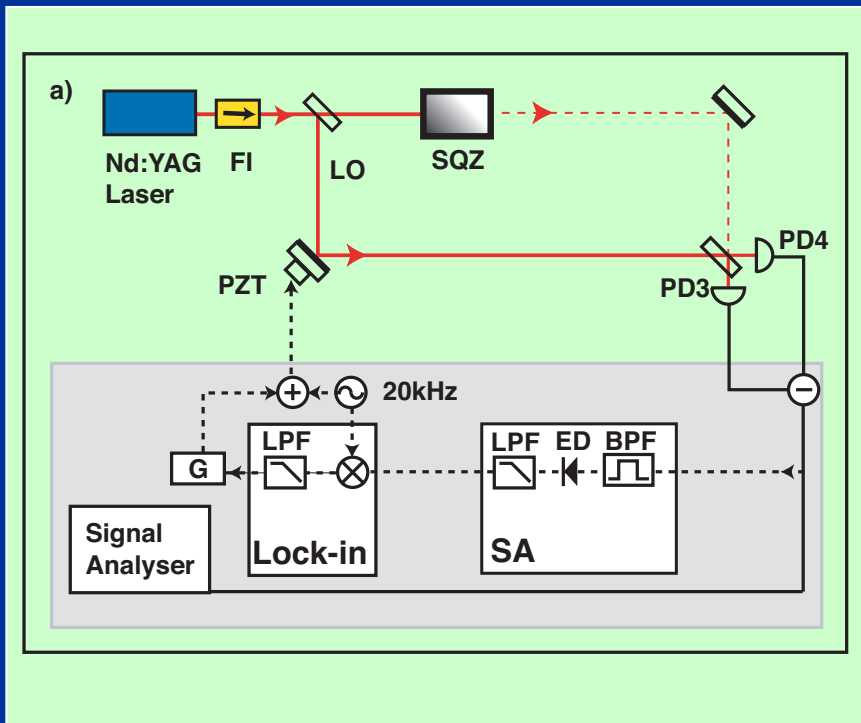 a)
Nd:YAG
Laser
FI
LO
SQZ
PD4
PZT
PD3
+
20kHz
−
LPF
LPF ED BPF
G
Signal
Analyser
Lock-in
SA